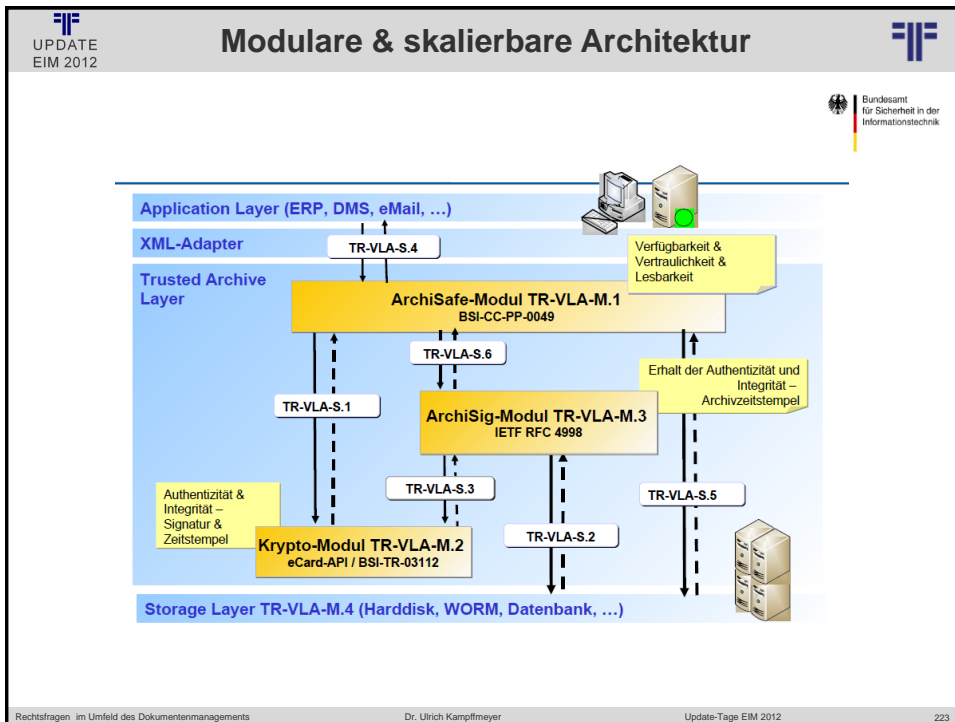 UPDATE
EIM 2012
Modulare & skalierbare Architektur
Bundesamt
für Sicherheit in der
Informationstechnik
Application Layer (ERP, DMS, eMail, …)
XML-Adapter
TR-VLA-S.4
Verfügbarkeit &
Vertraulichkeit &
Lesbarkeit
Trusted Archive
Layer
ArchiSafe-Modul TR-VLA-M.1
BSI-CC-PP-0049
TR-VLA-S.6
Erhalt der Authentizität und
Integrität –
Archivzeitstempel
TR-VLA-S.1
ArchiSig-Modul TR-VLA-M.3
IETF RFC 4998
TR-VLA-S.3
TR-VLA-S.5
Authentizität &
Integrität –
Signatur &
Zeitstempel
TR-VLA-S.2
Krypto-Modul TR-VLA-M.2
eCard-API / BSI-TR-03112
Storage Layer TR-VLA-M.4 (Harddisk, WORM, Datenbank, …)
Rechtsfragen im Umfeld des Dokumentenmanagements
Dr. Ulrich Kampffmeyer
Update-Tage EIM 2012
223